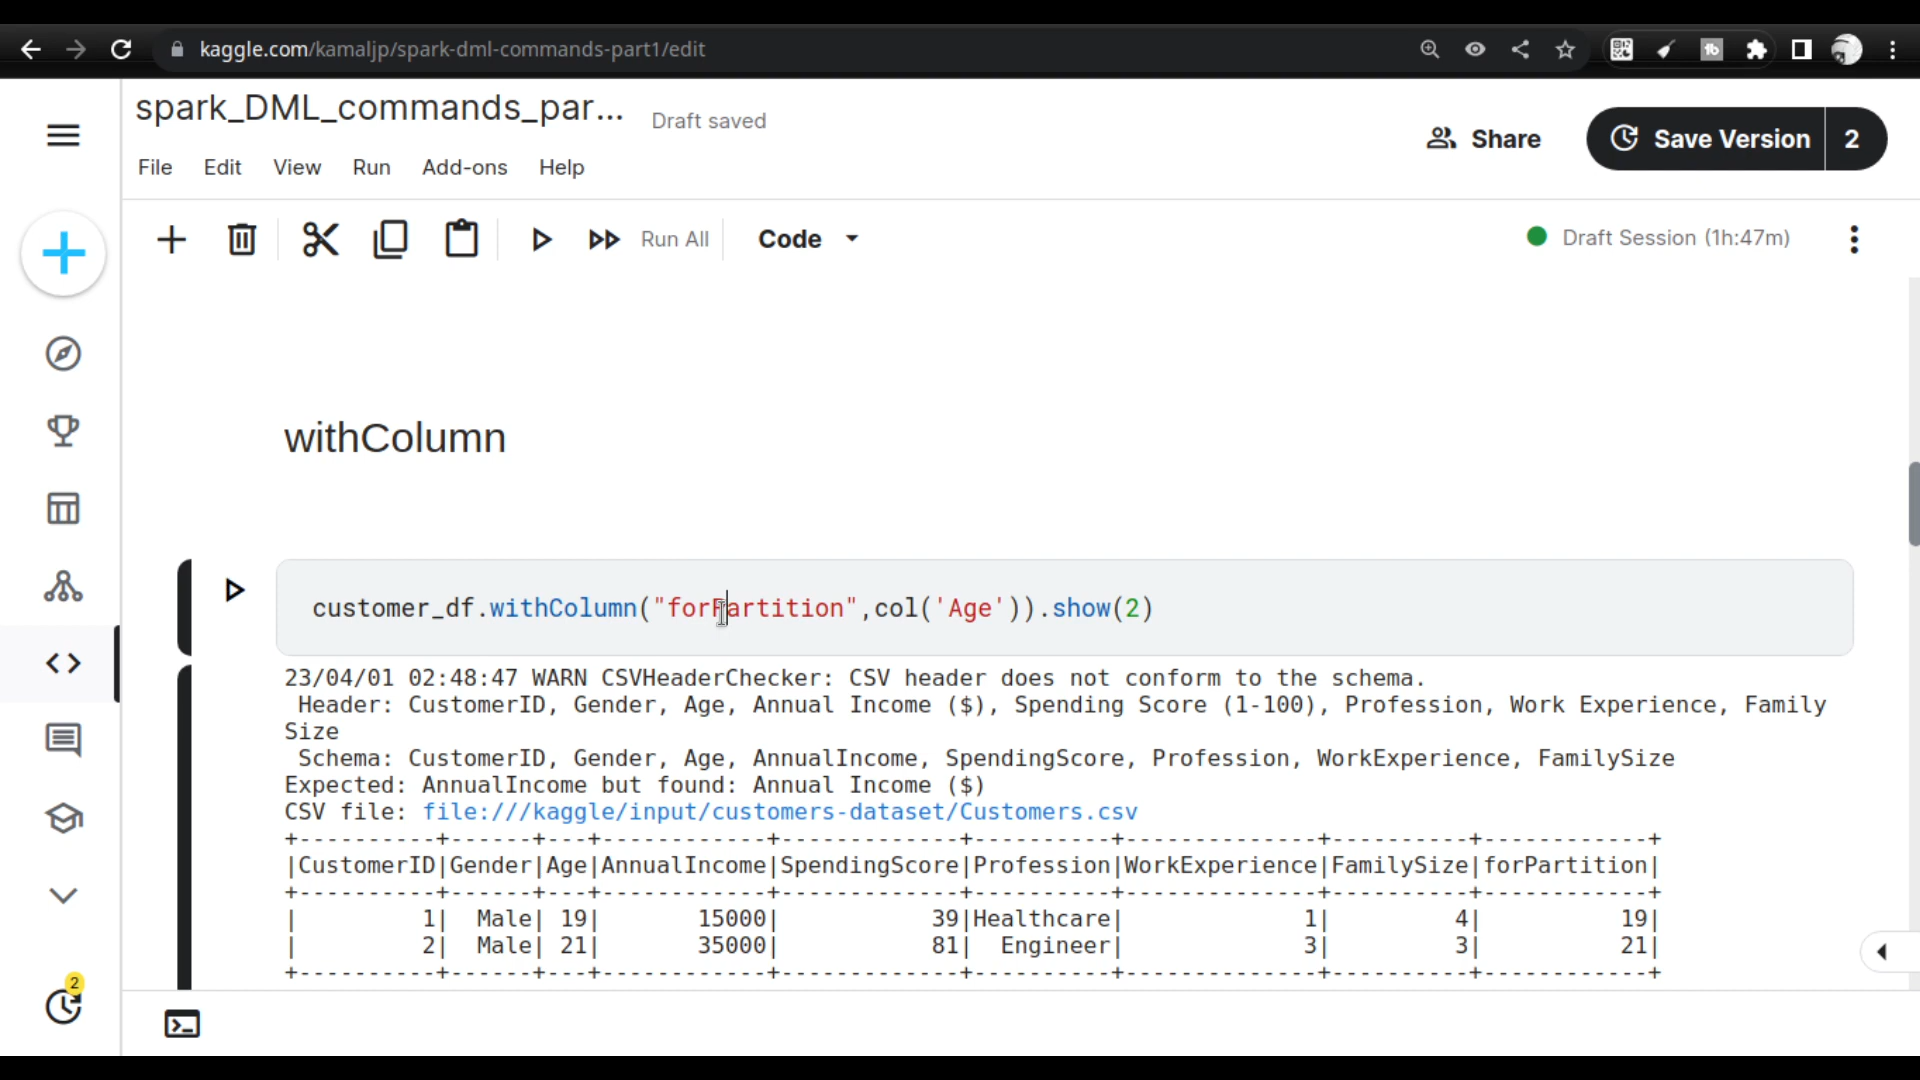 kaggle.com/kamaljp/spark-dml-commands-part1/edit
spark_DML_commands_par...
Draft saved
Share
Save Version
2
File Edit View Run Add-ons Help
Run All
Code
Draft Session (1h:47m)
withColumn
customer_df.withColumn("forPartition",col('Age')).show(2)
23/04/01 02:48:47 WARN CSVHeaderChecker: CSV header does not conform to the schema.
 Header: CustomerID, Gender, Age, Annual Income ($), Spending Score (1-100), Profession, Work Experience, Family
Size
 Schema: CustomerID, Gender, Age, AnnualIncome, SpendingScore, Profession, WorkExperience, FamilySize
Expected: AnnualIncome but found: Annual Income ($)
CSV file: file:///kaggle/input/customers-dataset/Customers.csv
+----------+------+---+------------+-------------+----------+--------------+----------+------------+
|CustomerID|Gender|Age|AnnualIncome|SpendingScore|Profession|WorkExperience|FamilySize|forPartition|
+----------+------+---+------------+-------------+----------+--------------+----------+------------+
|         1|  Male| 19|       15000|           39|Healthcare|             1|         4|          19|
|         2|  Male| 21|       35000|           81|  Engineer|             3|         3|          21|
+----------+------+---+------------+-------------+----------+--------------+----------+------------+
2